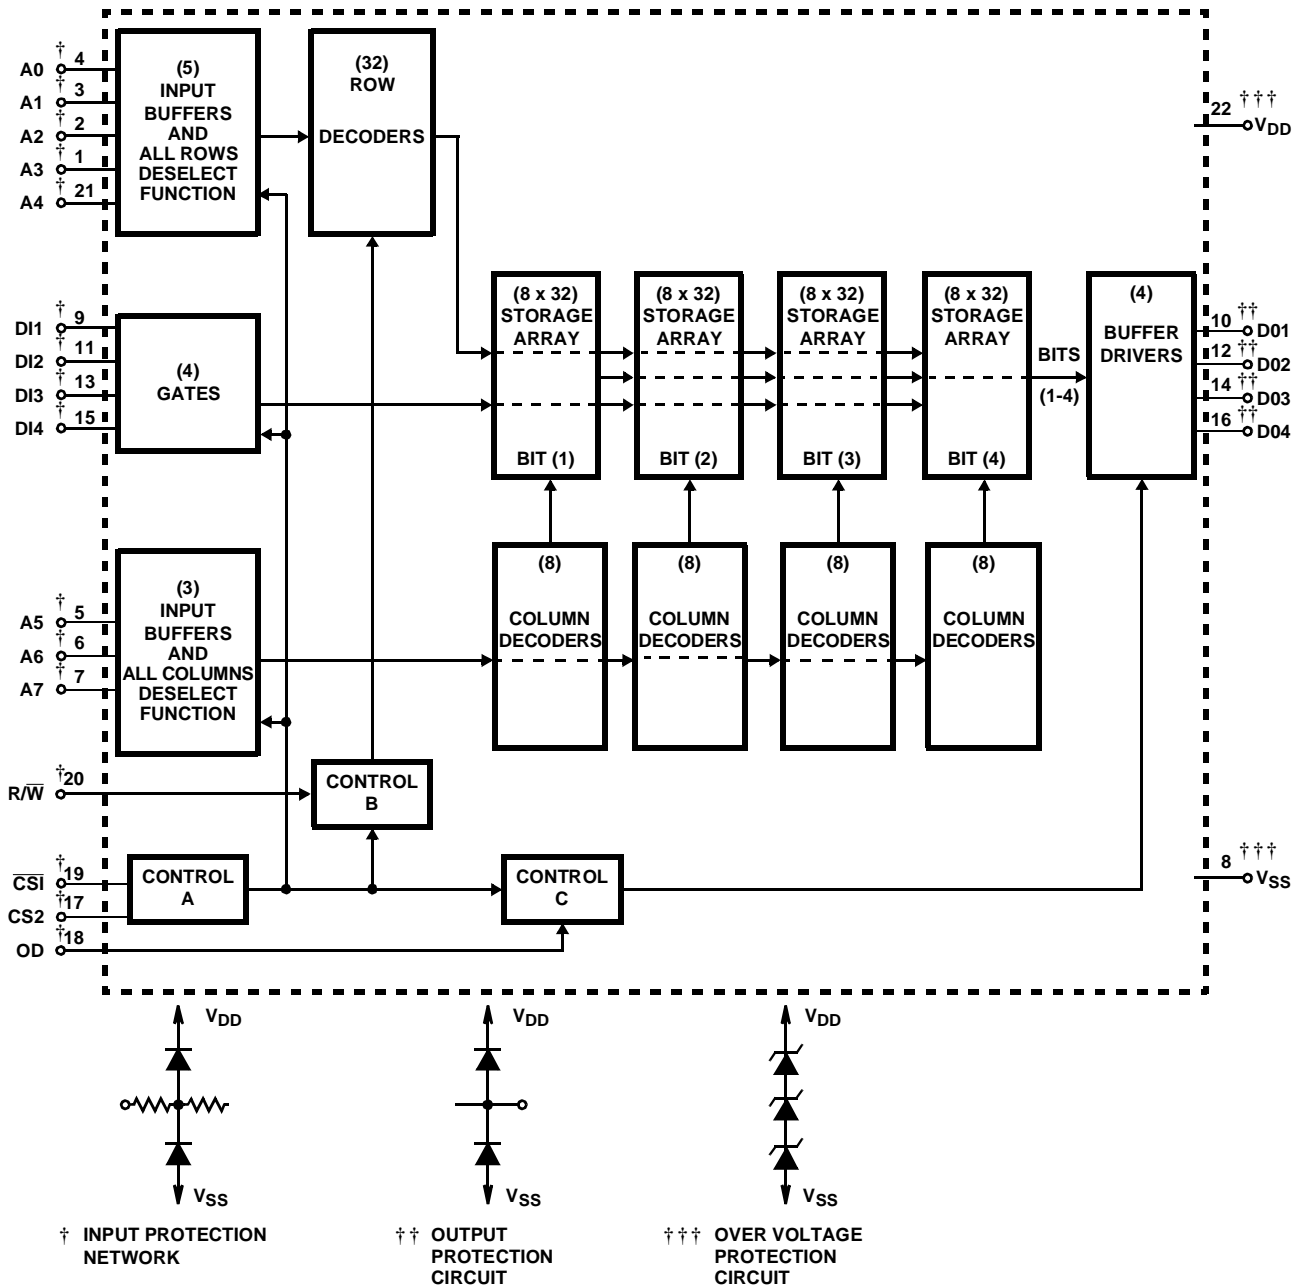 A0 † 4
A1 † 3
A2 † 2
A3 † 1
A4 † 21
(5)
INPUT
BUFFERS
AND
ALL ROWS
DESELECT
FUNCTION
(32)
ROW
DECODERS
22 †††
VDD
DI1 † 9
DI2 † 11
DI3 † 13
DI4 † 15
(4)
GATES
(8 x 32)
STORAGE
ARRAY
BIT (1)
(8 x 32)
STORAGE
ARRAY
BIT (2)
(8 x 32)
STORAGE
ARRAY
BIT (3)
(8 x 32)
STORAGE
ARRAY
BIT (4)
BITS
(1-4)
(4)
BUFFER
DRIVERS
10 †† D01
12 †† D02
14 †† D03
16 †† D04
A5 † 5
A6 † 6
A7 † 7
(3)
INPUT
BUFFERS
AND
ALL COLUMNS
DESELECT
FUNCTION
(8)
COLUMN
DECODERS
(8)
COLUMN
DECODERS
(8)
COLUMN
DECODERS
(8)
COLUMN
DECODERS
R/W̅ †20
CONTROL
B
C̅S̅I̅ †19
CS2 †17
OD †18
CONTROL
A
CONTROL
C
8 †††
VSS
VDD
VSS
† INPUT PROTECTION
NETWORK
VDD
VSS
†† OUTPUT
PROTECTION
CIRCUIT
VDD
VSS
††† OVER VOLTAGE
PROTECTION
CIRCUIT